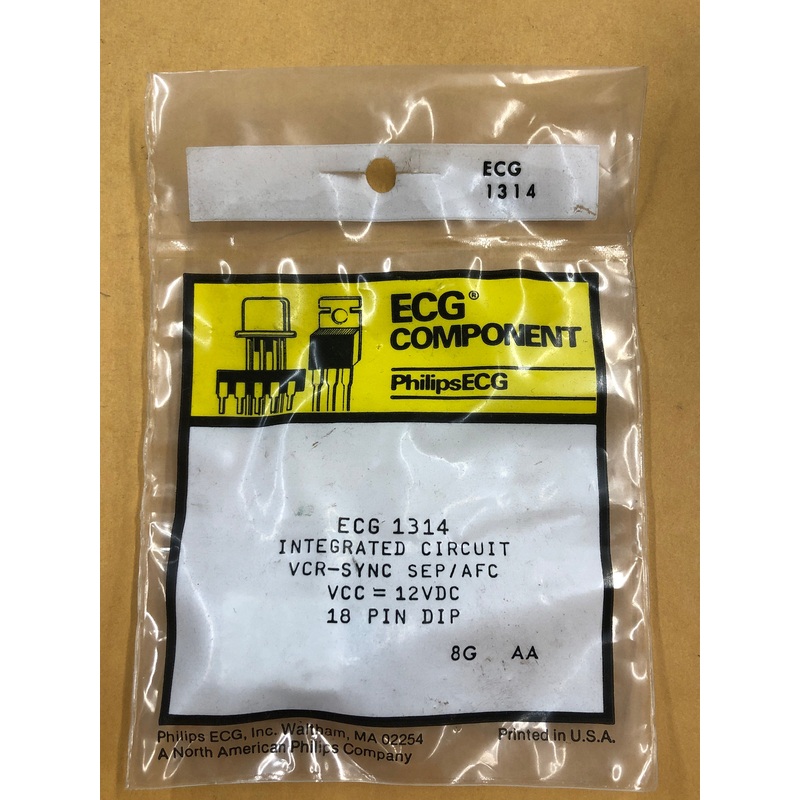 ECG
1314
ECG®
COMPONENT
PhilipsECG
ECG 1314
INTEGRATED CIRCUIT
VCR-SYNC SEP/AFC
VCC = 12VDC
18 PIN DIP
8G AA
Philips ECG, Inc. Waltham, MA 02254
A North American Philips Company
Printed in U.S.A.